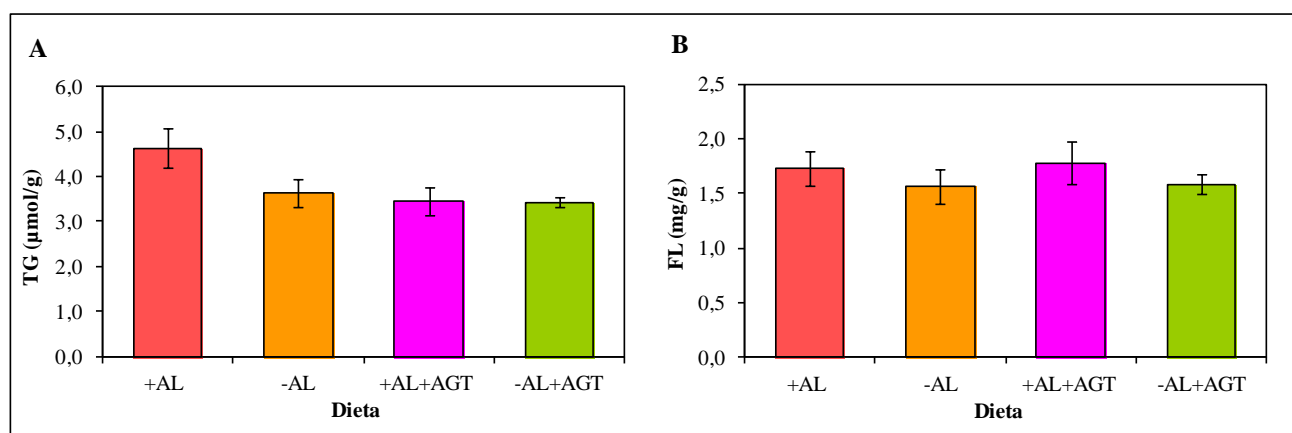 A
TG (µmol/g)
6,0
5,0
4,0
3,0
2,0
1,0
0,0
+AL -AL +AL+AGT -AL+AGT
Dieta
B
FL (mg/g)
2,5
2,0
1,5
1,0
0,5
0,0
+AL -AL +AL+AGT -AL+AGT
Dieta